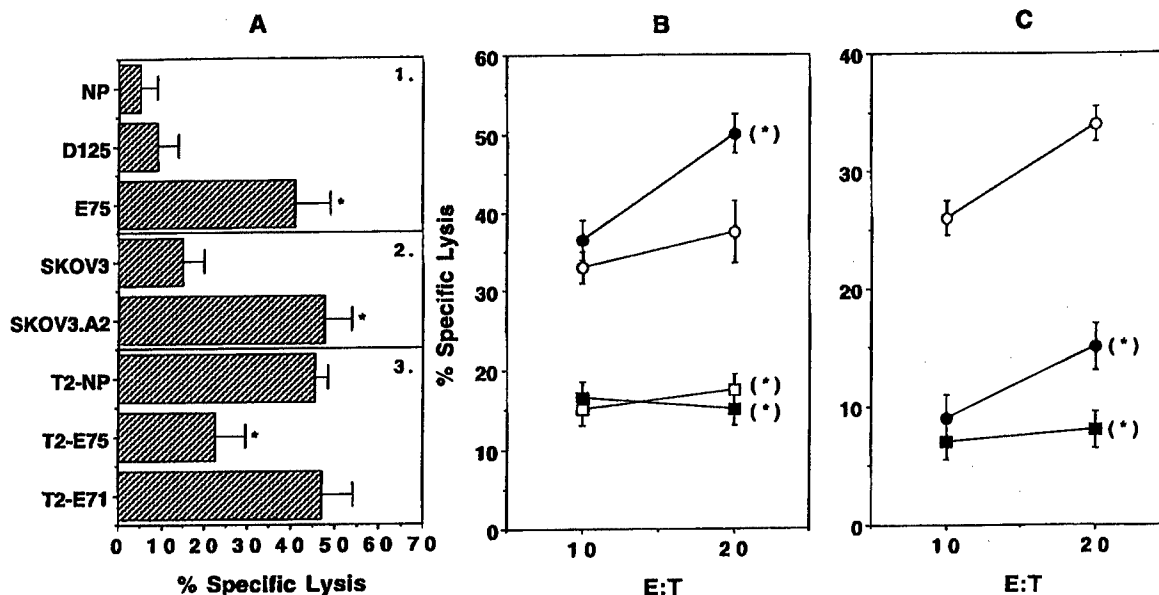 A
B
C
NP
D125
E75
SKOV3
SKOV3.A2
T2-NP
T2-E75
T2-E71
1.
*
2.
*
3.
*
0 10 20 30 40 50 60 70
% Specific Lysis
% Specific Lysis
60
50
40
30
20
10
0
(*)
(*)
(*)
10 20
E:T
40
30
20
10
0
(*)
(*)
10 20
E:T